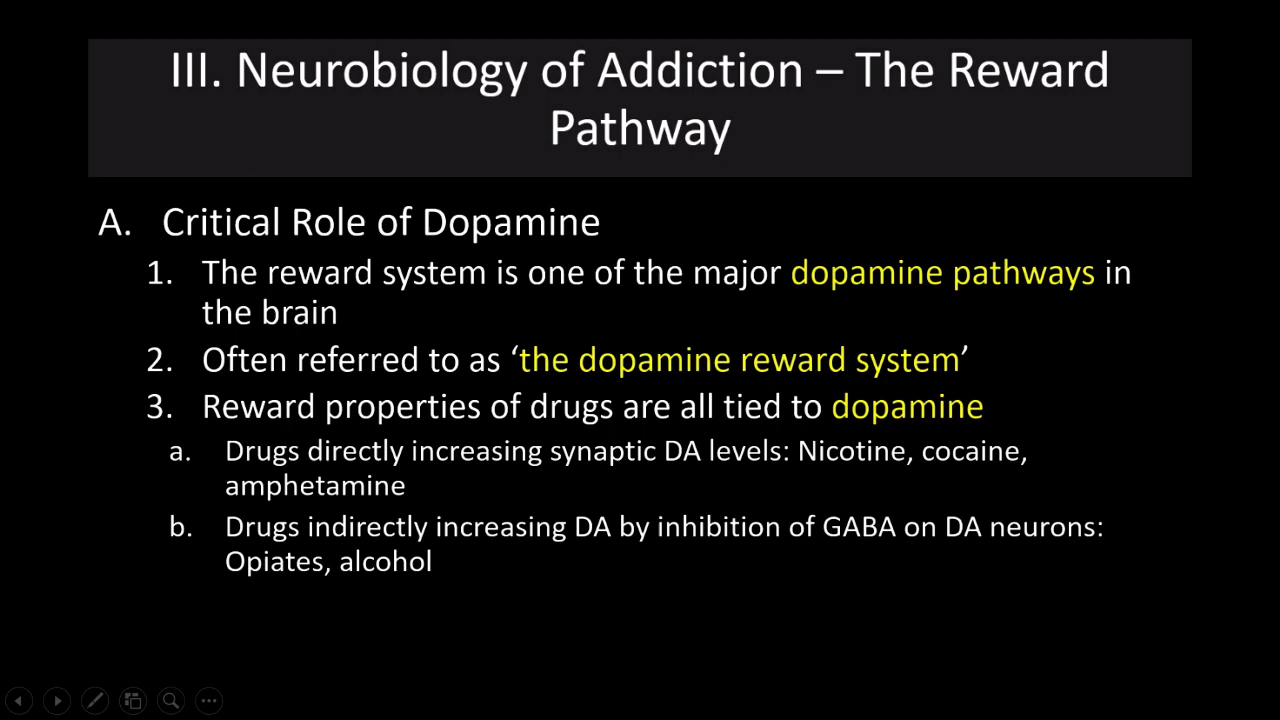 III. Neurobiology of Addiction – The Reward
Pathway
A. Critical Role of Dopamine
1. The reward system is one of the major dopamine pathways in
the brain
2. Often referred to as ‘the dopamine reward system’
3. Reward properties of drugs are all tied to dopamine
a. Drugs directly increasing synaptic DA levels: Nicotine, cocaine,
amphetamine
b. Drugs indirectly increasing DA by inhibition of GABA on DA neurons:
Opiates, alcohol